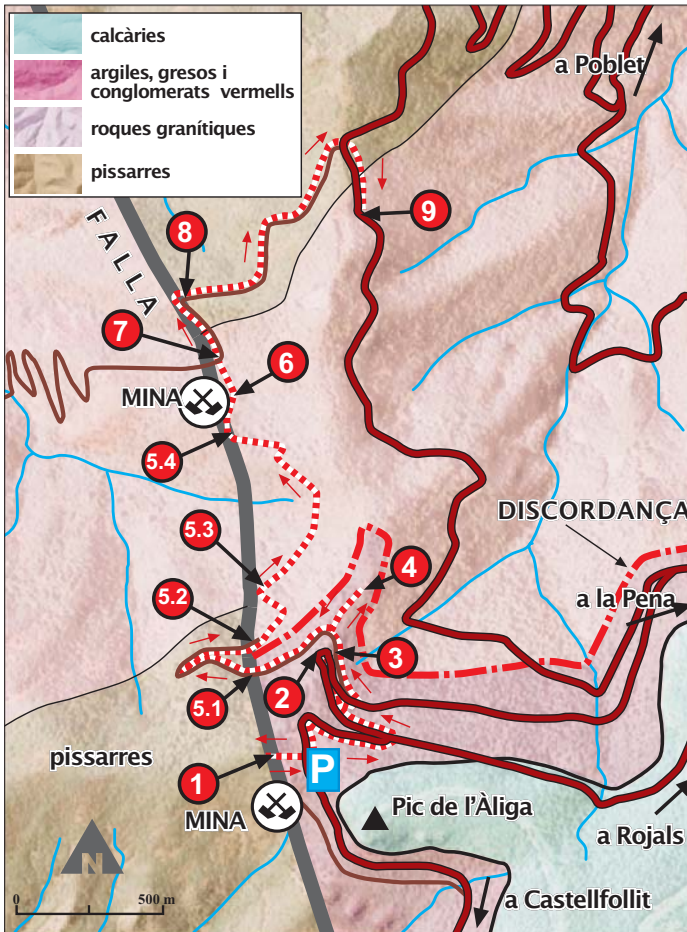 calcàries
argiles, gresos i
conglomerats vermells
roques granítiques
pissarres
a Poblet
FALLA
9
8
7
6
MINA
5.4
5.3
DISCORDANÇA
4
a la Pena
5.2
3
5.1
2
pissarres
1
P
MINA
Pic de l'Àliga
a Rojals
N
a Castellfollit
0 500 m